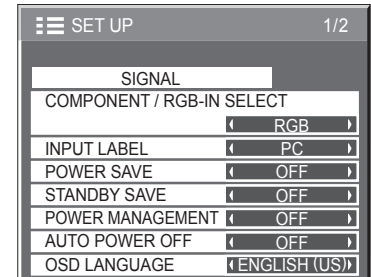 SET UP 1/2
SIGNAL
COMPONENT / RGB-IN SELECT
RGB
INPUT LABEL PC
POWER SAVE OFF
STANDBY SAVE OFF
POWER MANAGEMENT OFF
AUTO POWER OFF OFF
OSD LANGUAGE ENGLISH (US)